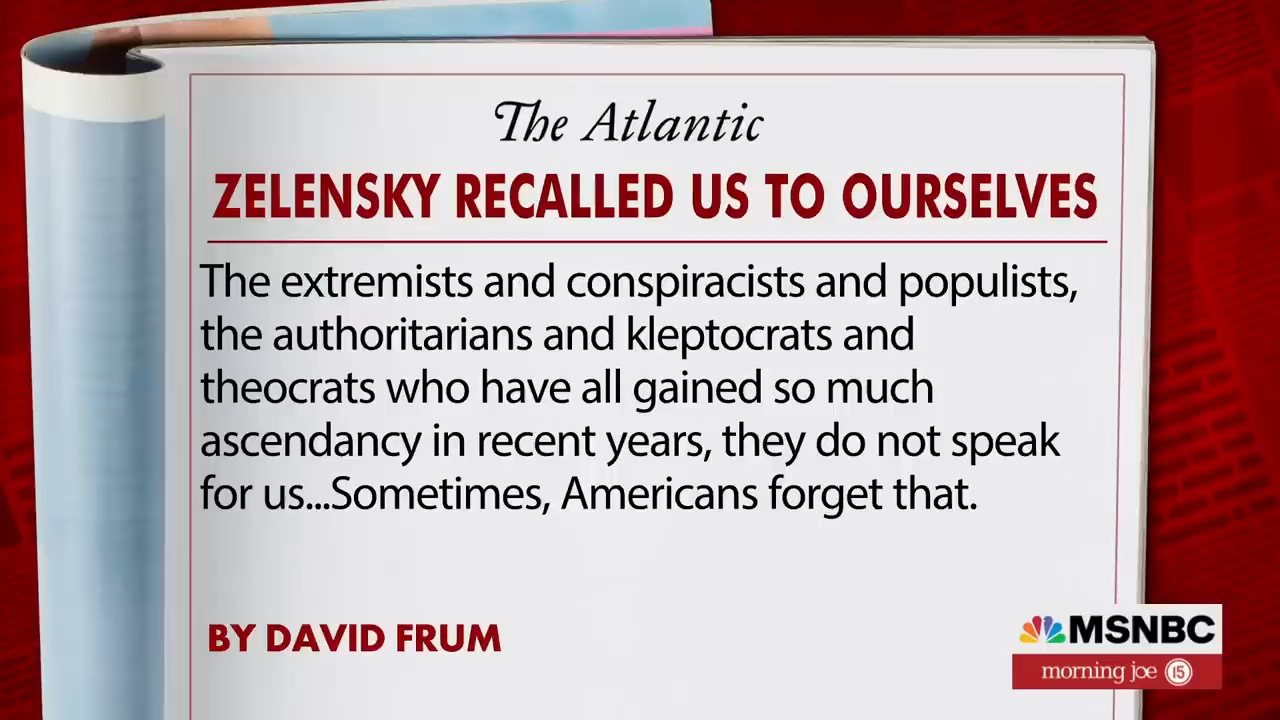 The Atlantic
ZELENSKY RECALLED US TO OURSELVES
The extremists and conspiracists and populists,
the authoritarians and kleptocrats and
theocrats who have all gained so much
ascendancy in recent years, they do not speak
for us...Sometimes, Americans forget that.
BY DAVID FRUM
MSNBC
morning joe 15